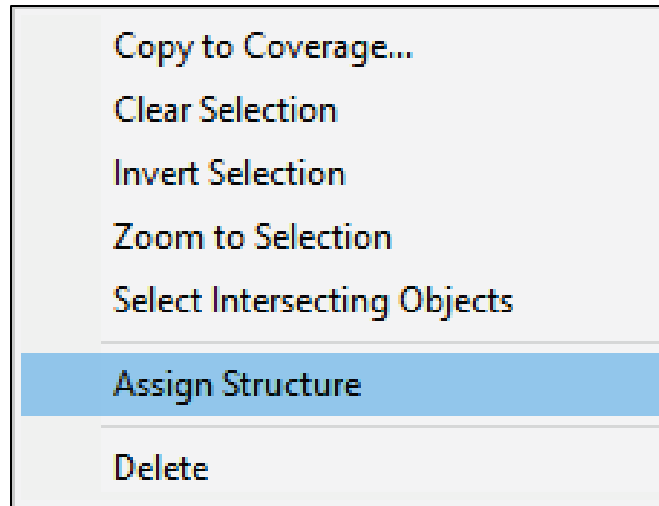 Copy to Coverage...
Clear Selection
Invert Selection
Zoom to Selection
Select Intersecting Objects
Assign Structure
Delete